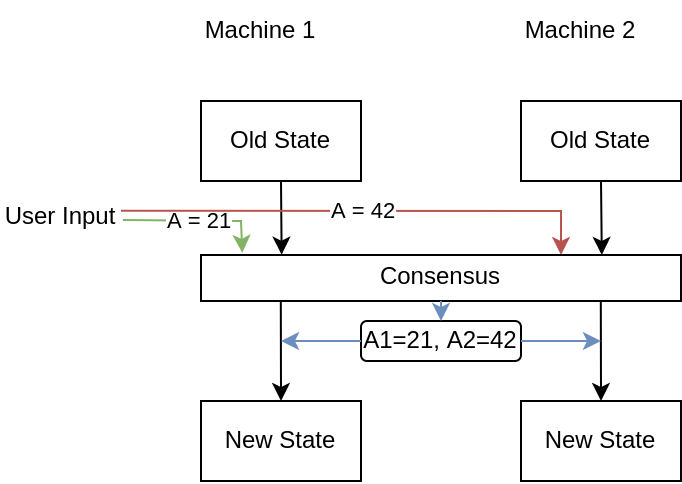 Machine 1
Machine 2
Old State
Old State
User Input
A = 42
A = 21
Consensus
A1=21, A2=42
New State
New State